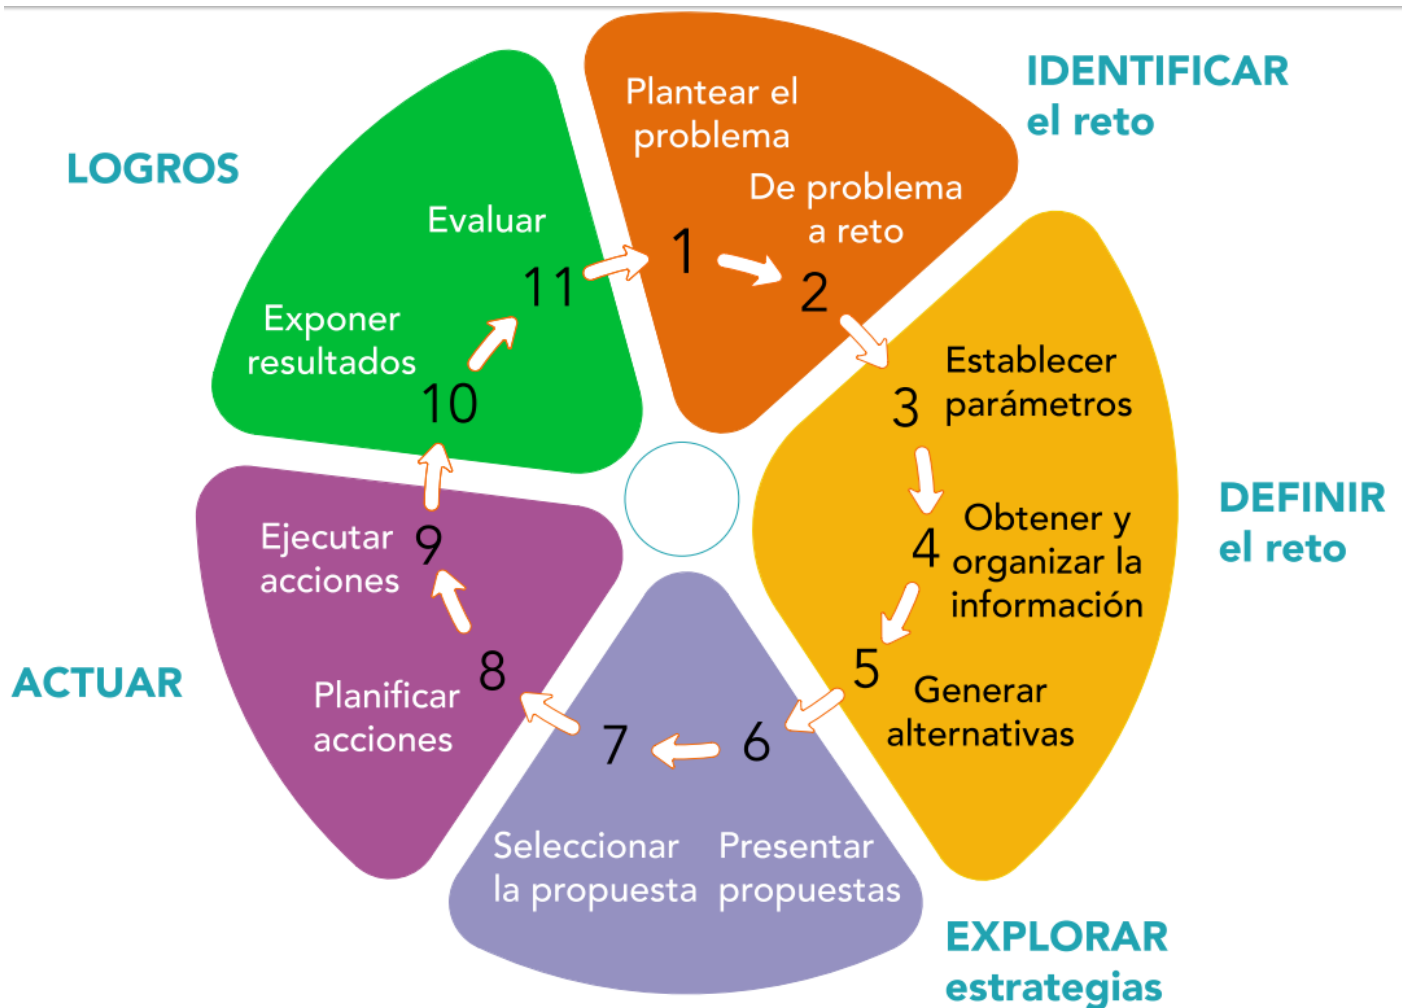 IDENTIFICAR
el reto
Plantear el
problema
1
De problema
a reto
2
DEFINIR
el reto
3
Establecer
parámetros
4
Obtener y
organizar la
información
5
Generar
alternativas
EXPLORAR
estrategias
6
Presentar
propuestas
7
Seleccionar
la propuesta
ACTUAR
8
Planificar
acciones
9
Ejecutar
acciones
LOGROS
10
Exponer
resultados
11
Evaluar